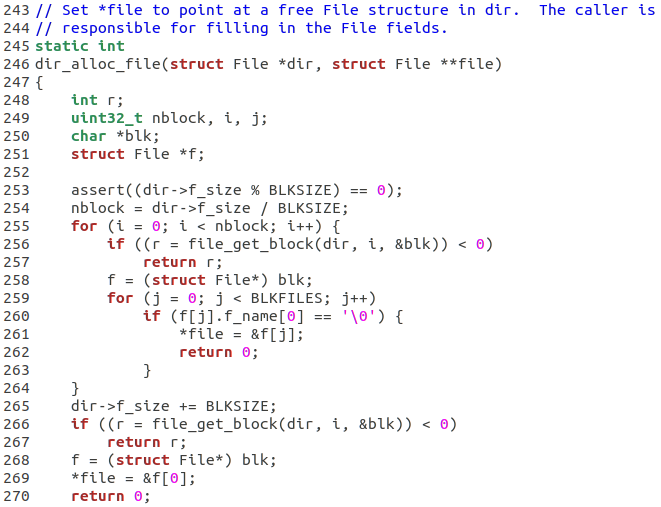 243 // Set *file to point at a free File structure in dir.  The caller is
244 // responsible for filling in the File fields.
245 static int
246 dir_alloc_file(struct File *dir, struct File **file)
247 {
248     int r;
249     uint32_t nblock, i, j;
250     char *blk;
251     struct File *f;
252
253     assert((dir->f_size % BLKSIZE) == 0);
254     nblock = dir->f_size / BLKSIZE;
255     for (i = 0; i < nblock; i++) {
256         if ((r = file_get_block(dir, i, &blk)) < 0)
257             return r;
258         f = (struct File*) blk;
259         for (j = 0; j < BLKFILES; j++)
260             if (f[j].f_name[0] == '\0') {
261                 *file = &f[j];
262                 return 0;
263             }
264     }
265     dir->f_size += BLKSIZE;
266     if ((r = file_get_block(dir, i, &blk)) < 0)
267         return r;
268     f = (struct File*) blk;
269     *file = &f[0];
270     return 0;